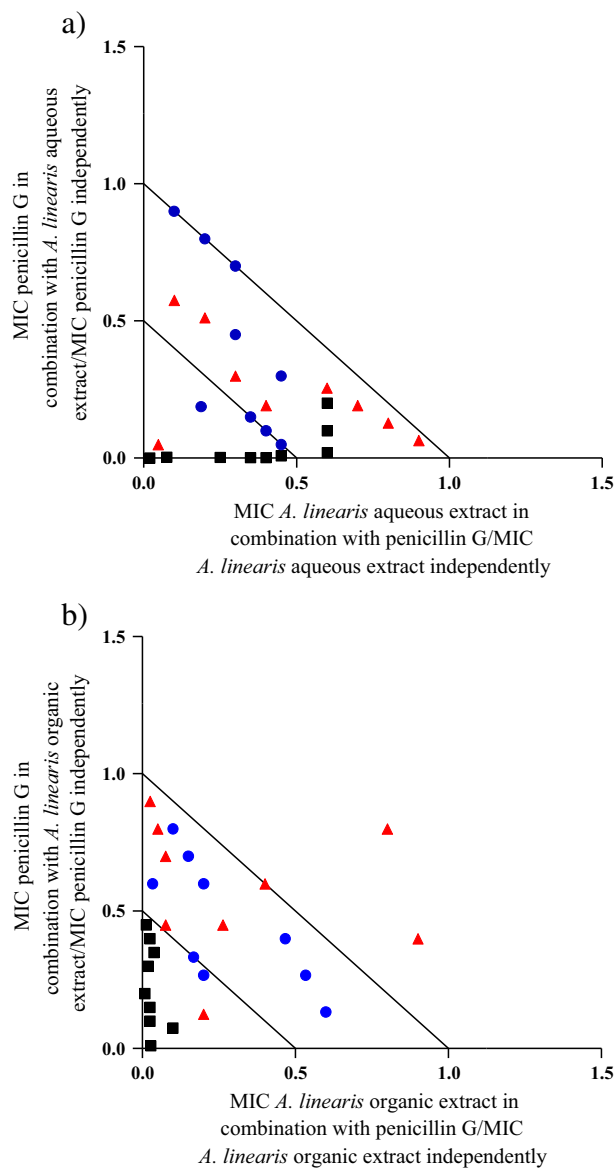 a)
MIC penicillin G in
combination with A. linearis aqueous
extract/MIC penicillin G independently
1.5
1.0
0.5
0.0
0.0
0.5
1.0
1.5
MIC A. linearis aqueous extract in
combination with penicillin G/MIC
A. linearis aqueous extract independently
b)
MIC penicillin G in
combination with A. linearis organic
extract/MIC penicillin G independently
1.5
1.0
0.5
0.0
0.0
0.5
1.0
1.5
MIC A. linearis organic extract in
combination with penicillin G/MIC
A. linearis organic extract independently